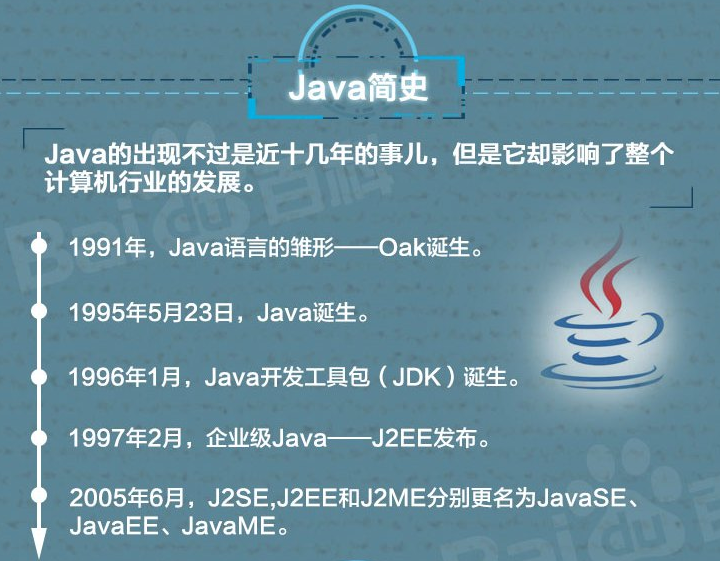 Java简史
Java的出现不过是近十几年的事儿，但是它却影响了整个
计算机行业的发展。
1991年，Java语言的雏形——Oak诞生。
1995年5月23日，Java诞生。
1996年1月，Java开发工具包（JDK）诞生。
1997年2月，企业级Java——J2EE发布。
2005年6月，J2SE,J2EE和J2ME分别更名为JavaSE、
JavaEE、JavaME。
Baidu百科
Baidu百